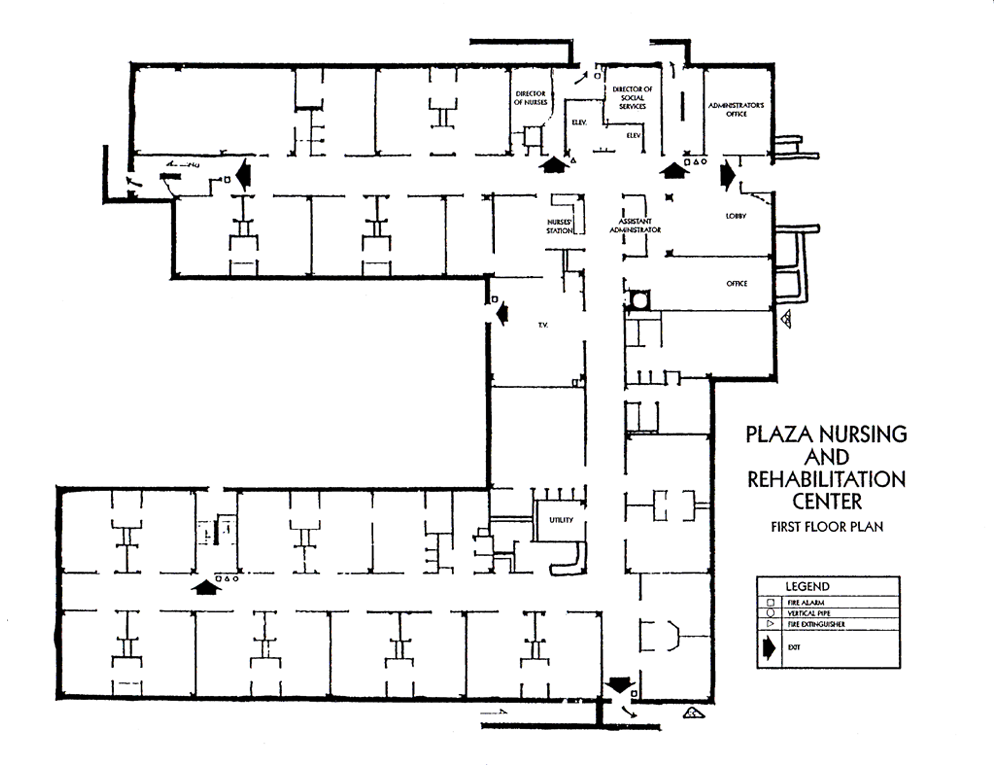 DIRECTOR
OF NURSES
DIRECTOR OF
SOCIAL
SERVICES
ADMINISTRATOR'S
OFFICE
ELEV.
ELEV
NURSES'
STATION
ASSISTANT
ADMINISTRATOR
LOBBY
OFFICE
T.V.
UTILITY
PLAZA NURSING
AND
REHABILITATION
CENTER
FIRST FLOOR PLAN
LEGEND
FIRE ALARM
VERTICAL PIPE
FIRE EXTINGUISHER
EXIT